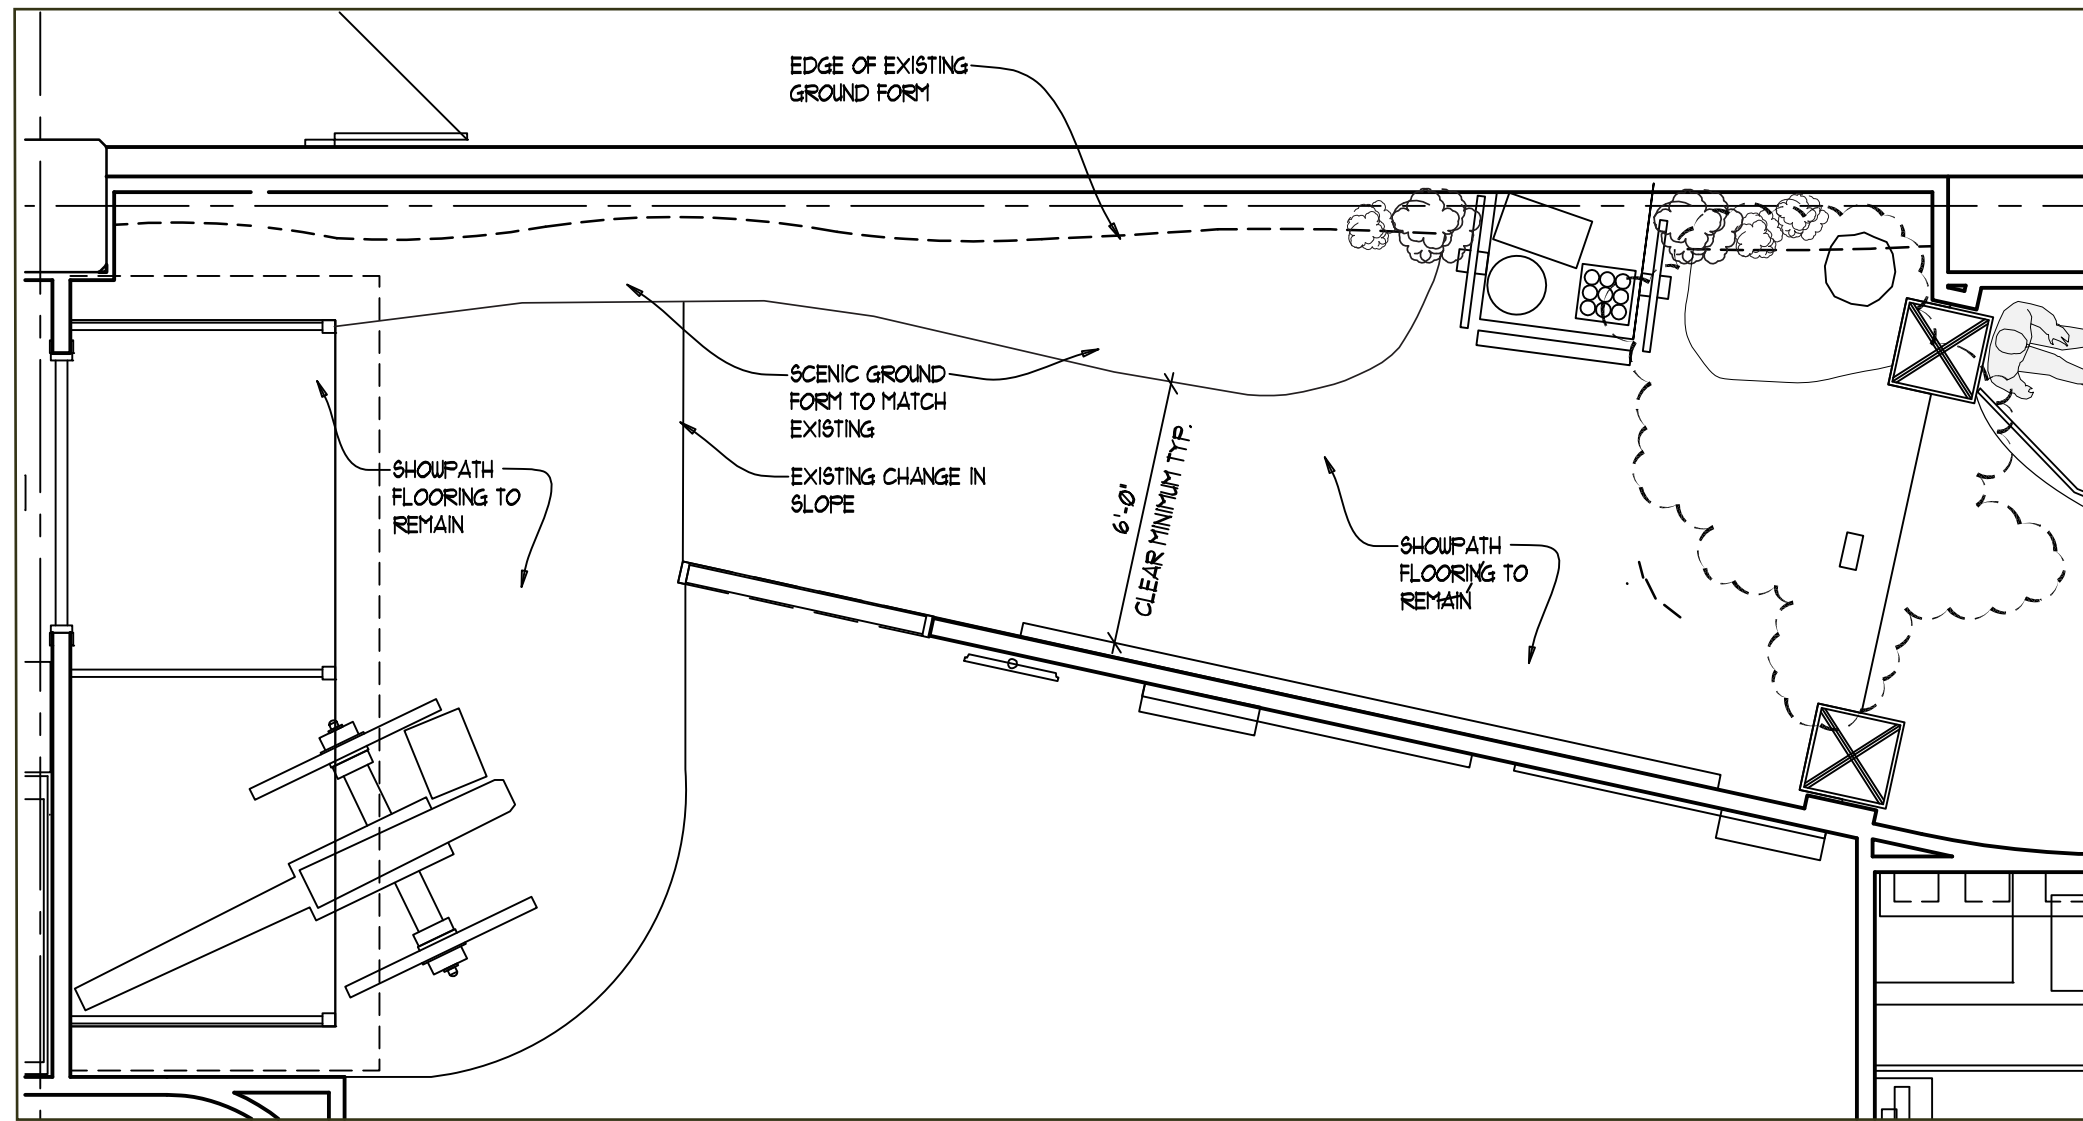 EDGE OF EXISTING
GROUND FORM
SCENIC GROUND
FORM TO MATCH
EXISTING
EXISTING CHANGE IN
SLOPE
SHOWPATH
FLOORING TO
REMAIN
6'-0"
CLEAR MINIMUM TYP.
SHOWPATH
FLOORING TO
REMAIN